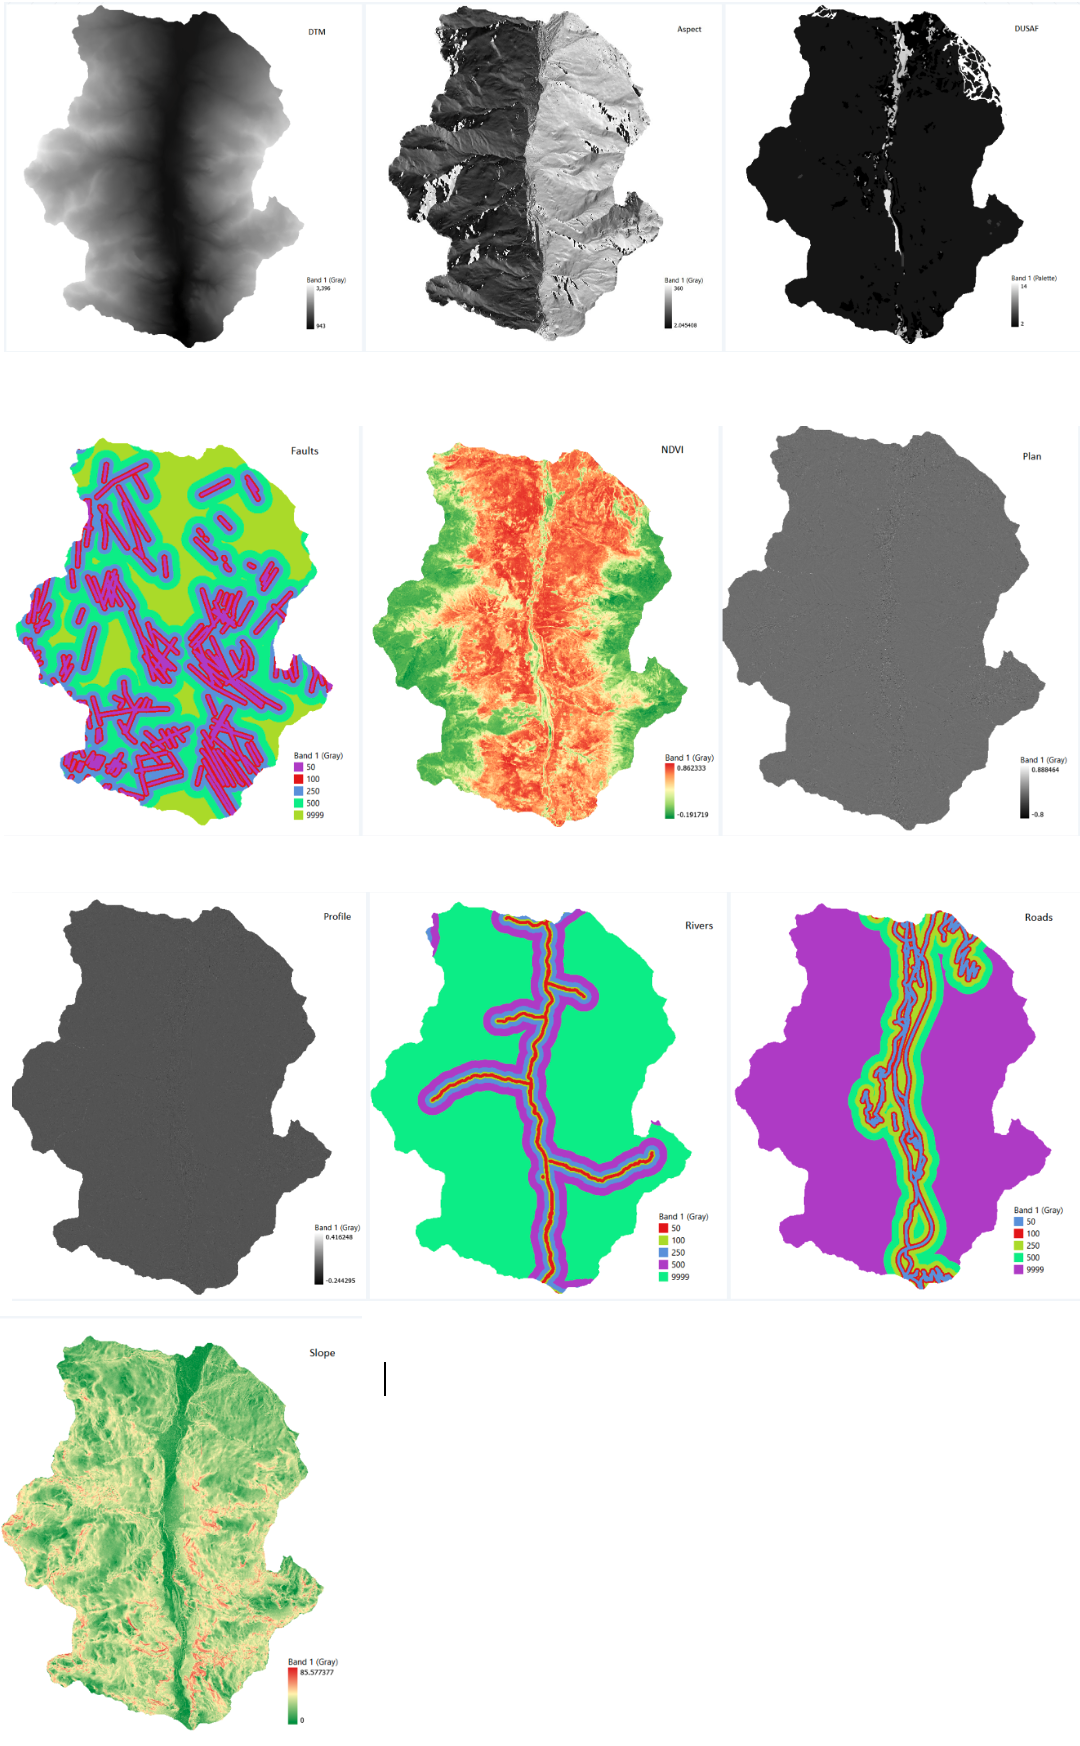 DTM
Band 1 (Gray)
3,396
943
Aspect
Band 1 (Gray)
360
2.045408
DUSAF
Band 1 (Palette)
14
2
Faults
Band 1 (Gray)
50
100
250
500
9999
NDVI
Band 1 (Gray)
0.862333
-0.191719
Plan
Band 1 (Gray)
0.888464
-0.8
Profile
Band 1 (Gray)
0.416248
-0.244295
Rivers
Band 1 (Gray)
50
100
250
500
9999
Roads
Band 1 (Gray)
50
100
250
500
9999
Slope
Band 1 (Gray)
85.577377
0